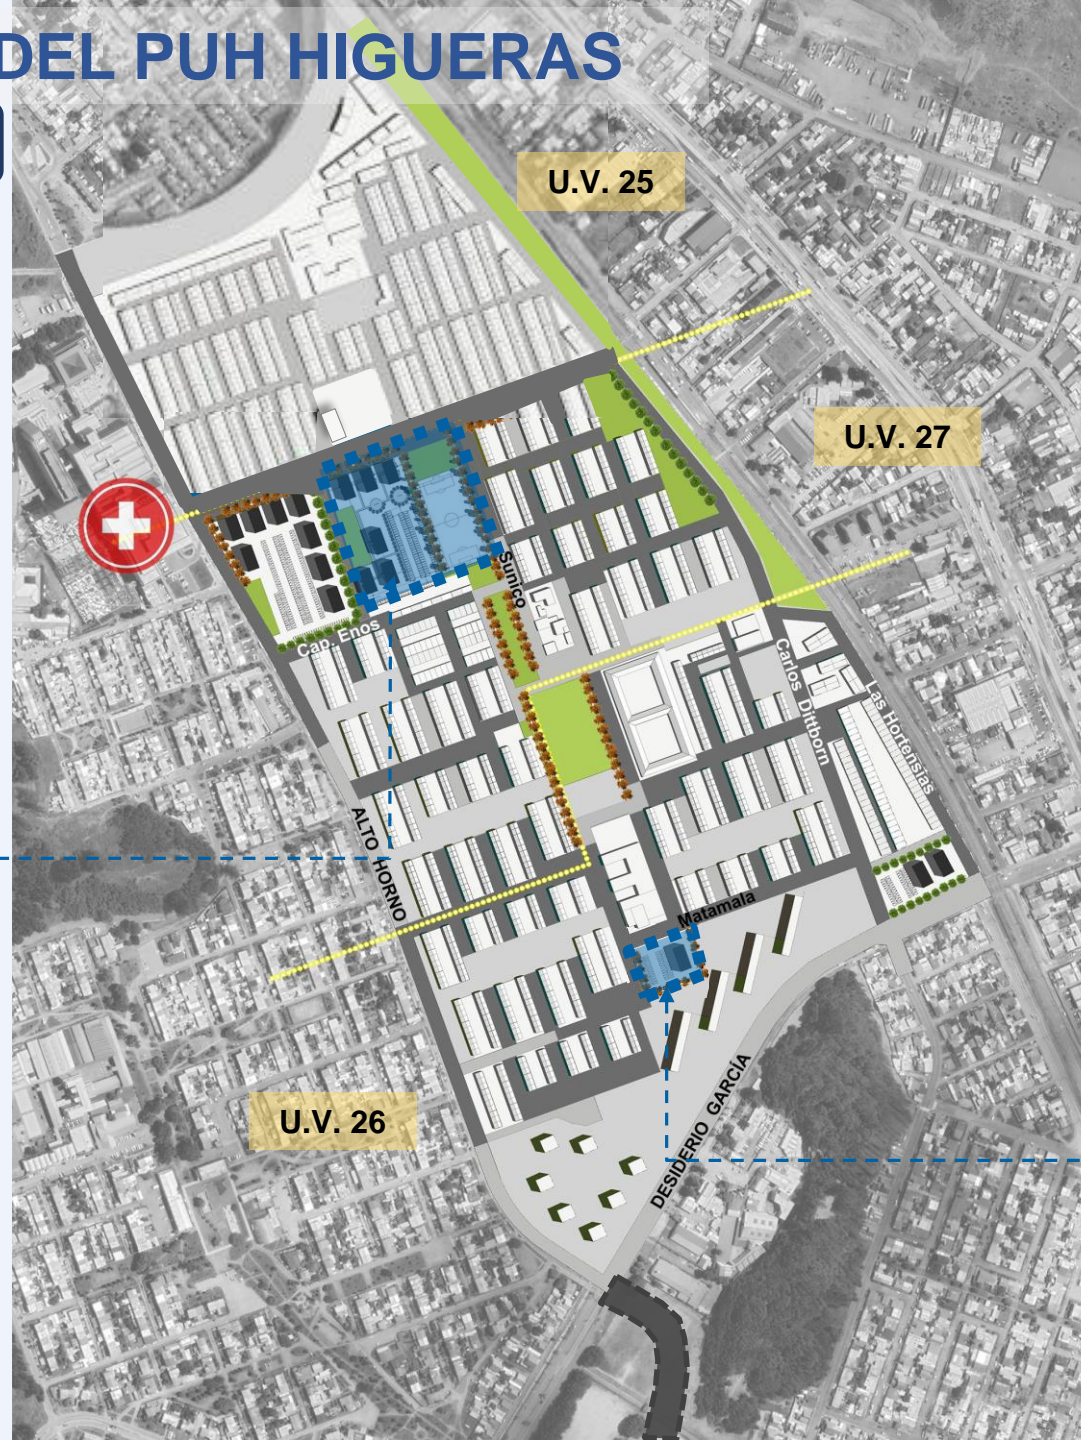 DEL PUH HIGUERAS
U.V. 25
U.V. 27
Sunico
Cap. Enos
Carlos Dittborn
Las Hortensias
ALTO HORNO
Matamala
DESIDERIO GARCÍA
U.V. 26